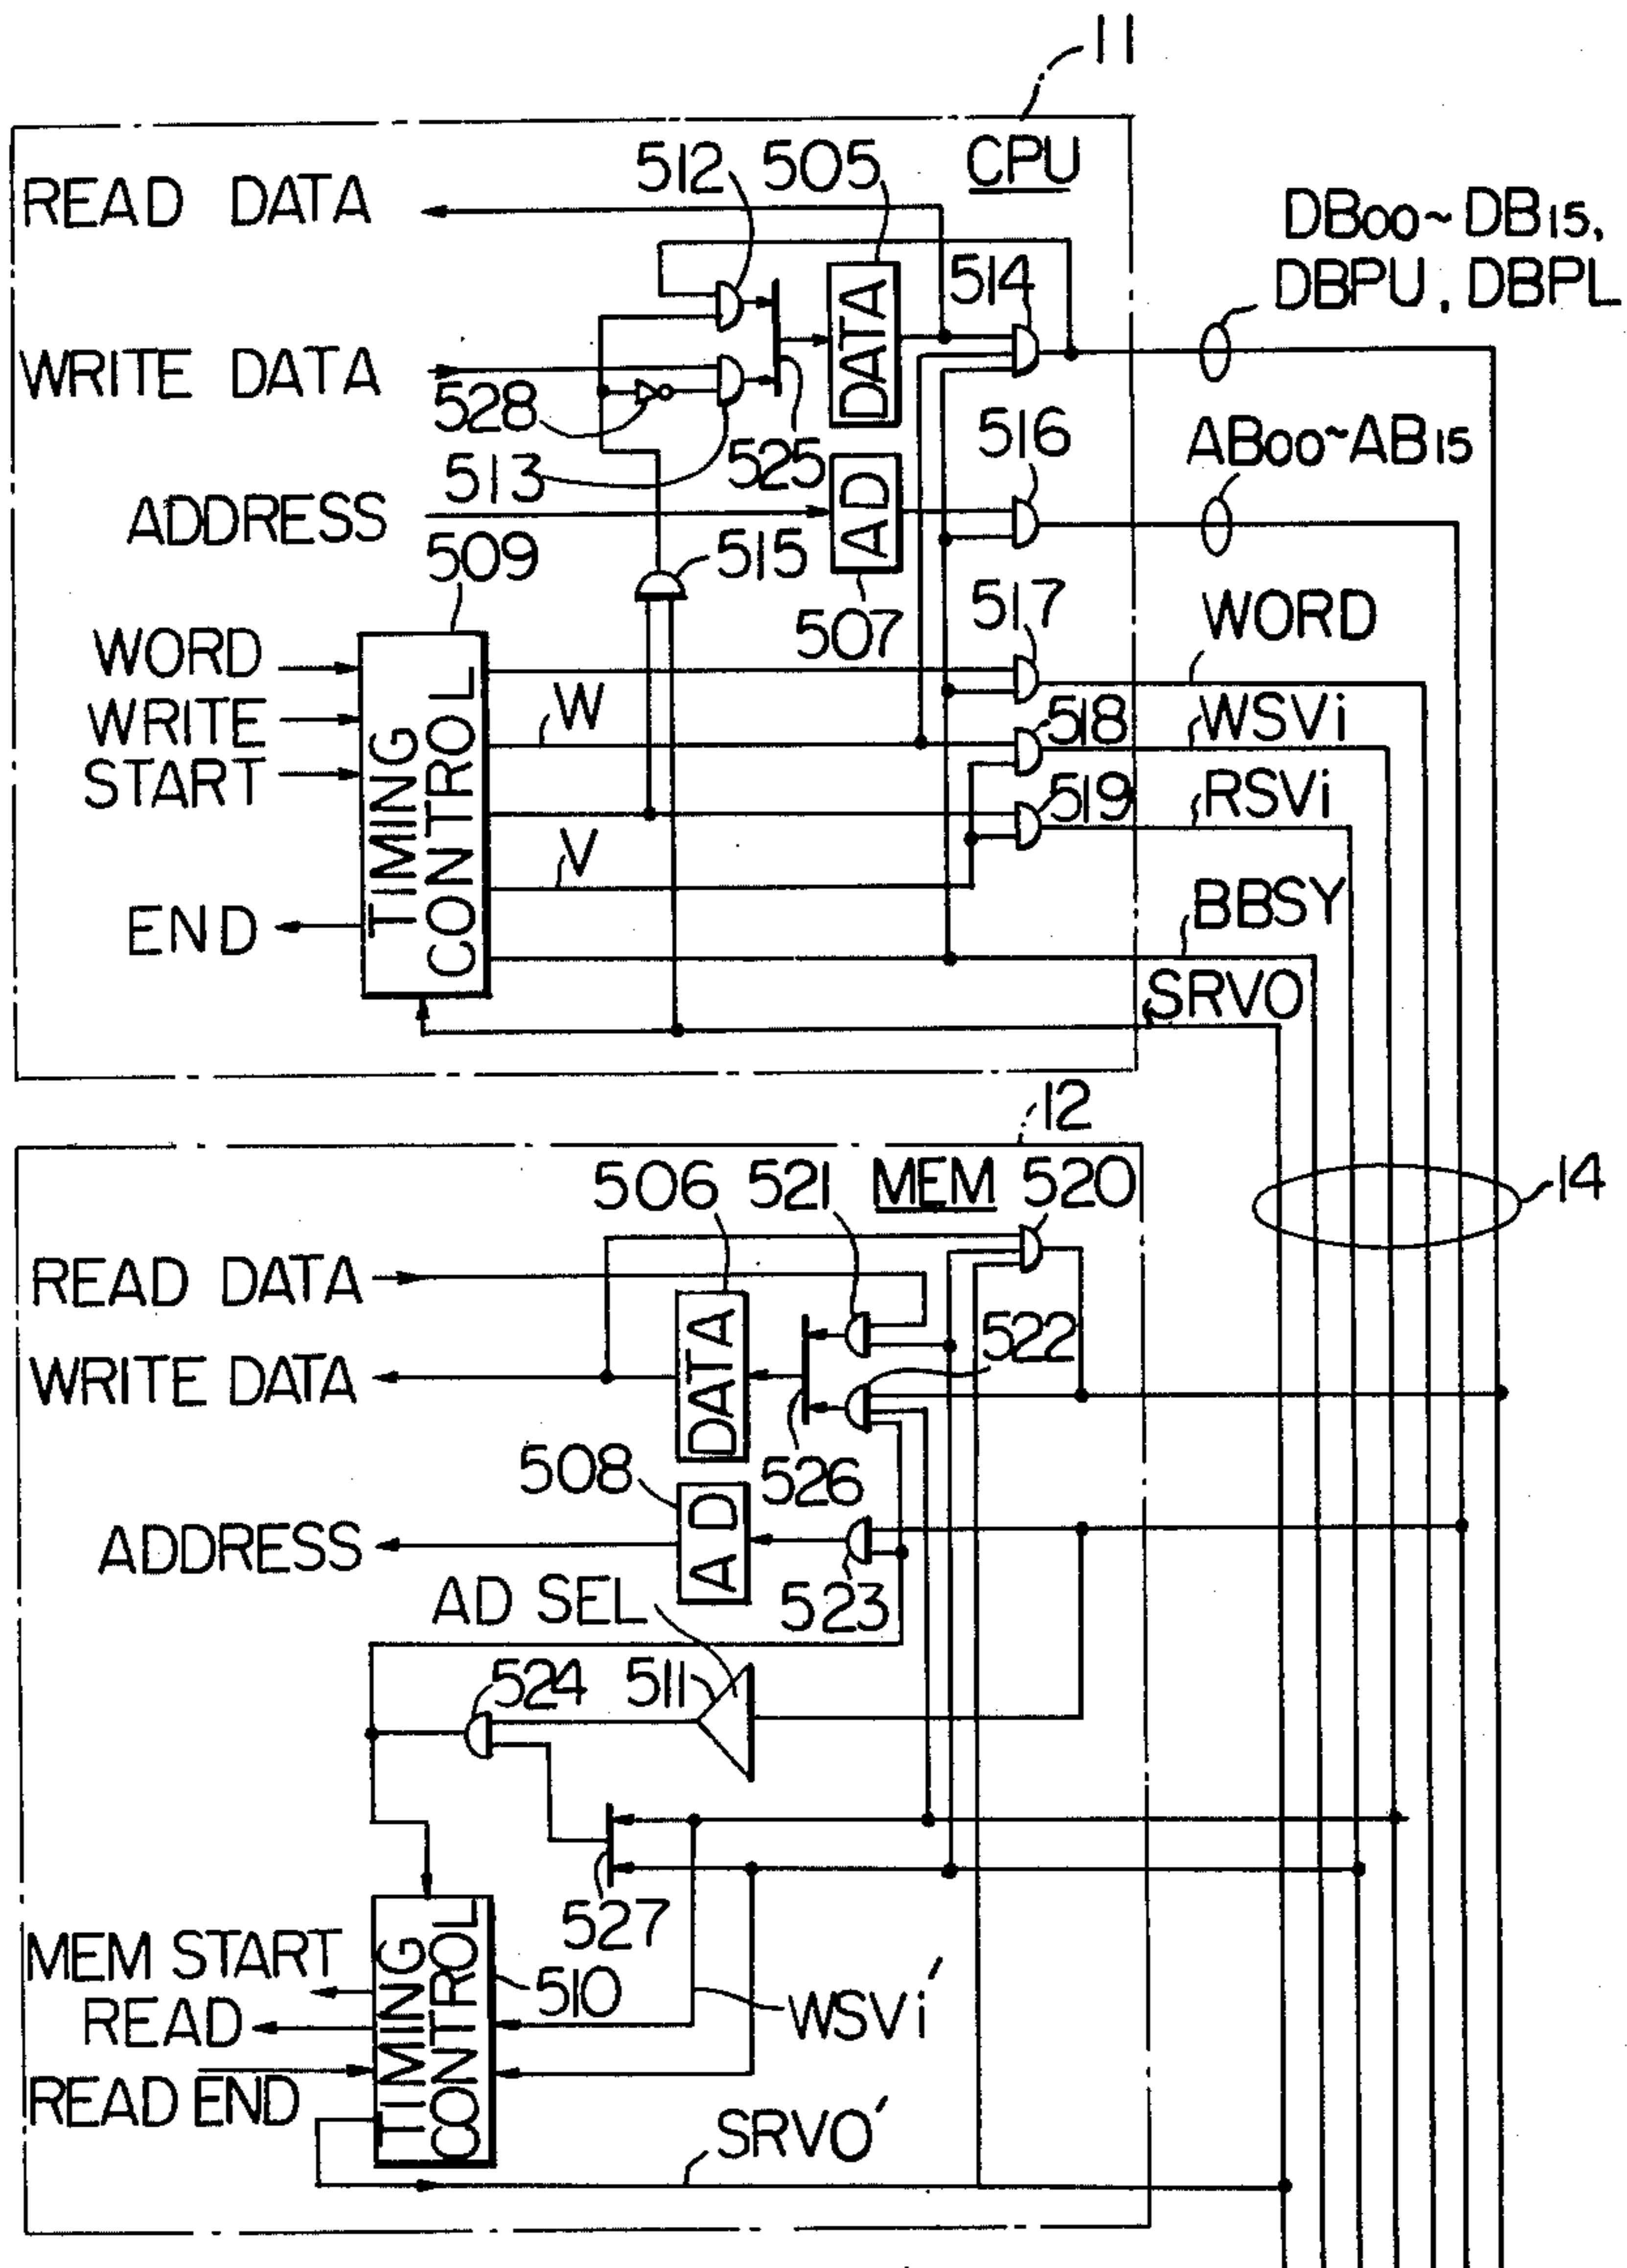 11
CPU
512 505
READ DATA
DB00~DB15,
DBPU, DBPL
514
DATA
WRITE DATA
528
525
516
AB00~AB15
513
AD
ADDRESS
509
515
517
507
WORD
WORD
W
518
WSVi
WRITE
START
TIMING CONTROL
519
RSVi
V
BBSY
END
SRVO
12
506 521 MEM 520
14
READ DATA
522
DATA
WRITE DATA
508
526
AD
ADDRESS
523
AD SEL
524 511
527
MEM START
TIMIING CONTROL
510
WSVi'
READ
READ END
SRVO'